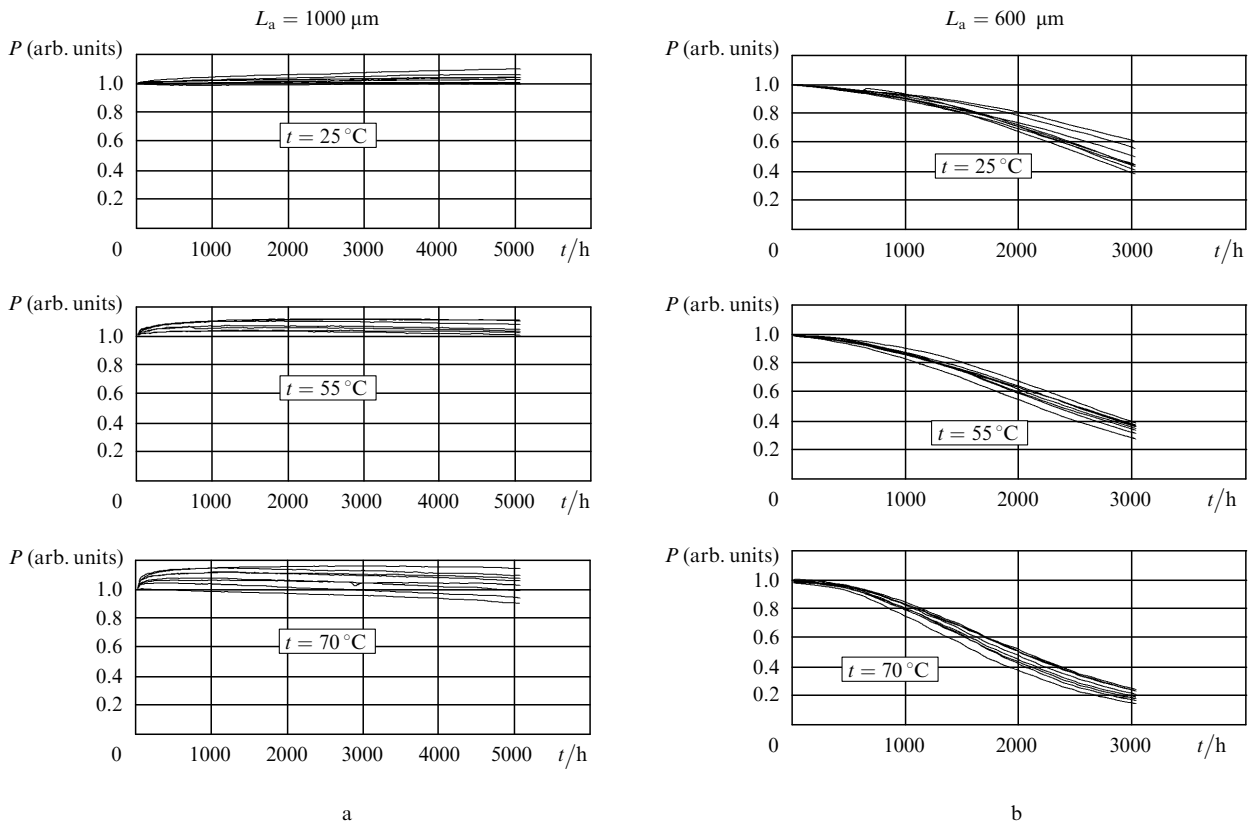 L_a = 1000 μm
P (arb. units)
1.0
0.8
0.6
0.4
0.2
t = 25 °C
0 1000 2000 3000 4000 5000 t/h
P (arb. units)
1.0
0.8
0.6
0.4
0.2
t = 55 °C
0 1000 2000 3000 4000 5000 t/h
P (arb. units)
1.0
0.8
0.6
0.4
0.2
t = 70 °C
0 1000 2000 3000 4000 5000 t/h
a
L_a = 600 μm
P (arb. units)
1.0
0.8
0.6
0.4
0.2
t = 25 °C
0 1000 2000 3000 t/h
P (arb. units)
1.0
0.8
0.6
0.4
0.2
t = 55 °C
0 1000 2000 3000 t/h
P (arb. units)
1.0
0.8
0.6
0.4
0.2
t = 70 °C
0 1000 2000 3000 t/h
b